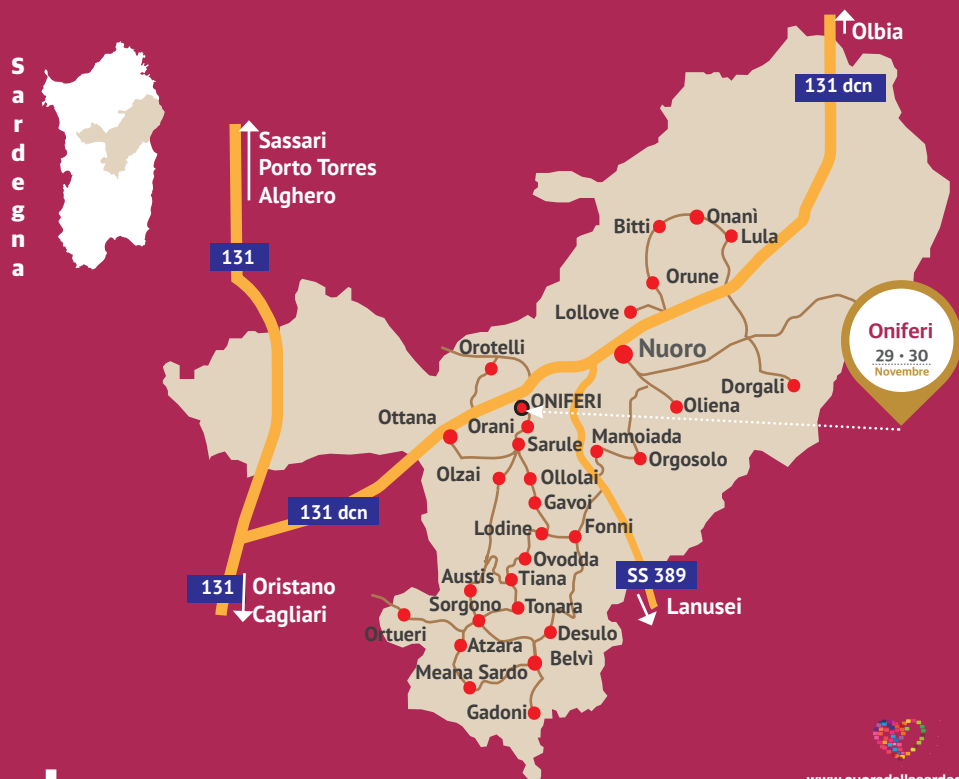 Sardegna
Olbia
131 dcn
Sassari
Porto Torres
Alghero
131
Bitti
Onanì
Lula
Orune
Lollove
Nuoro
Oniferi
29 • 30
Novembre
Orotelli
Dorgali
ONIFERI
Oliena
Ottana
Orani
Sarule
Mamoiada
Orgosolo
Olzai
Ollolai
Gavoi
131 dcn
Lodine
Fonni
Ovodda
SS 389
131
Oristano
Cagliari
Austis
Tiana
Lanusei
Sorgono
Tonara
Ortueri
Desulo
Atzara
Belvì
Meana Sardo
Gadoni